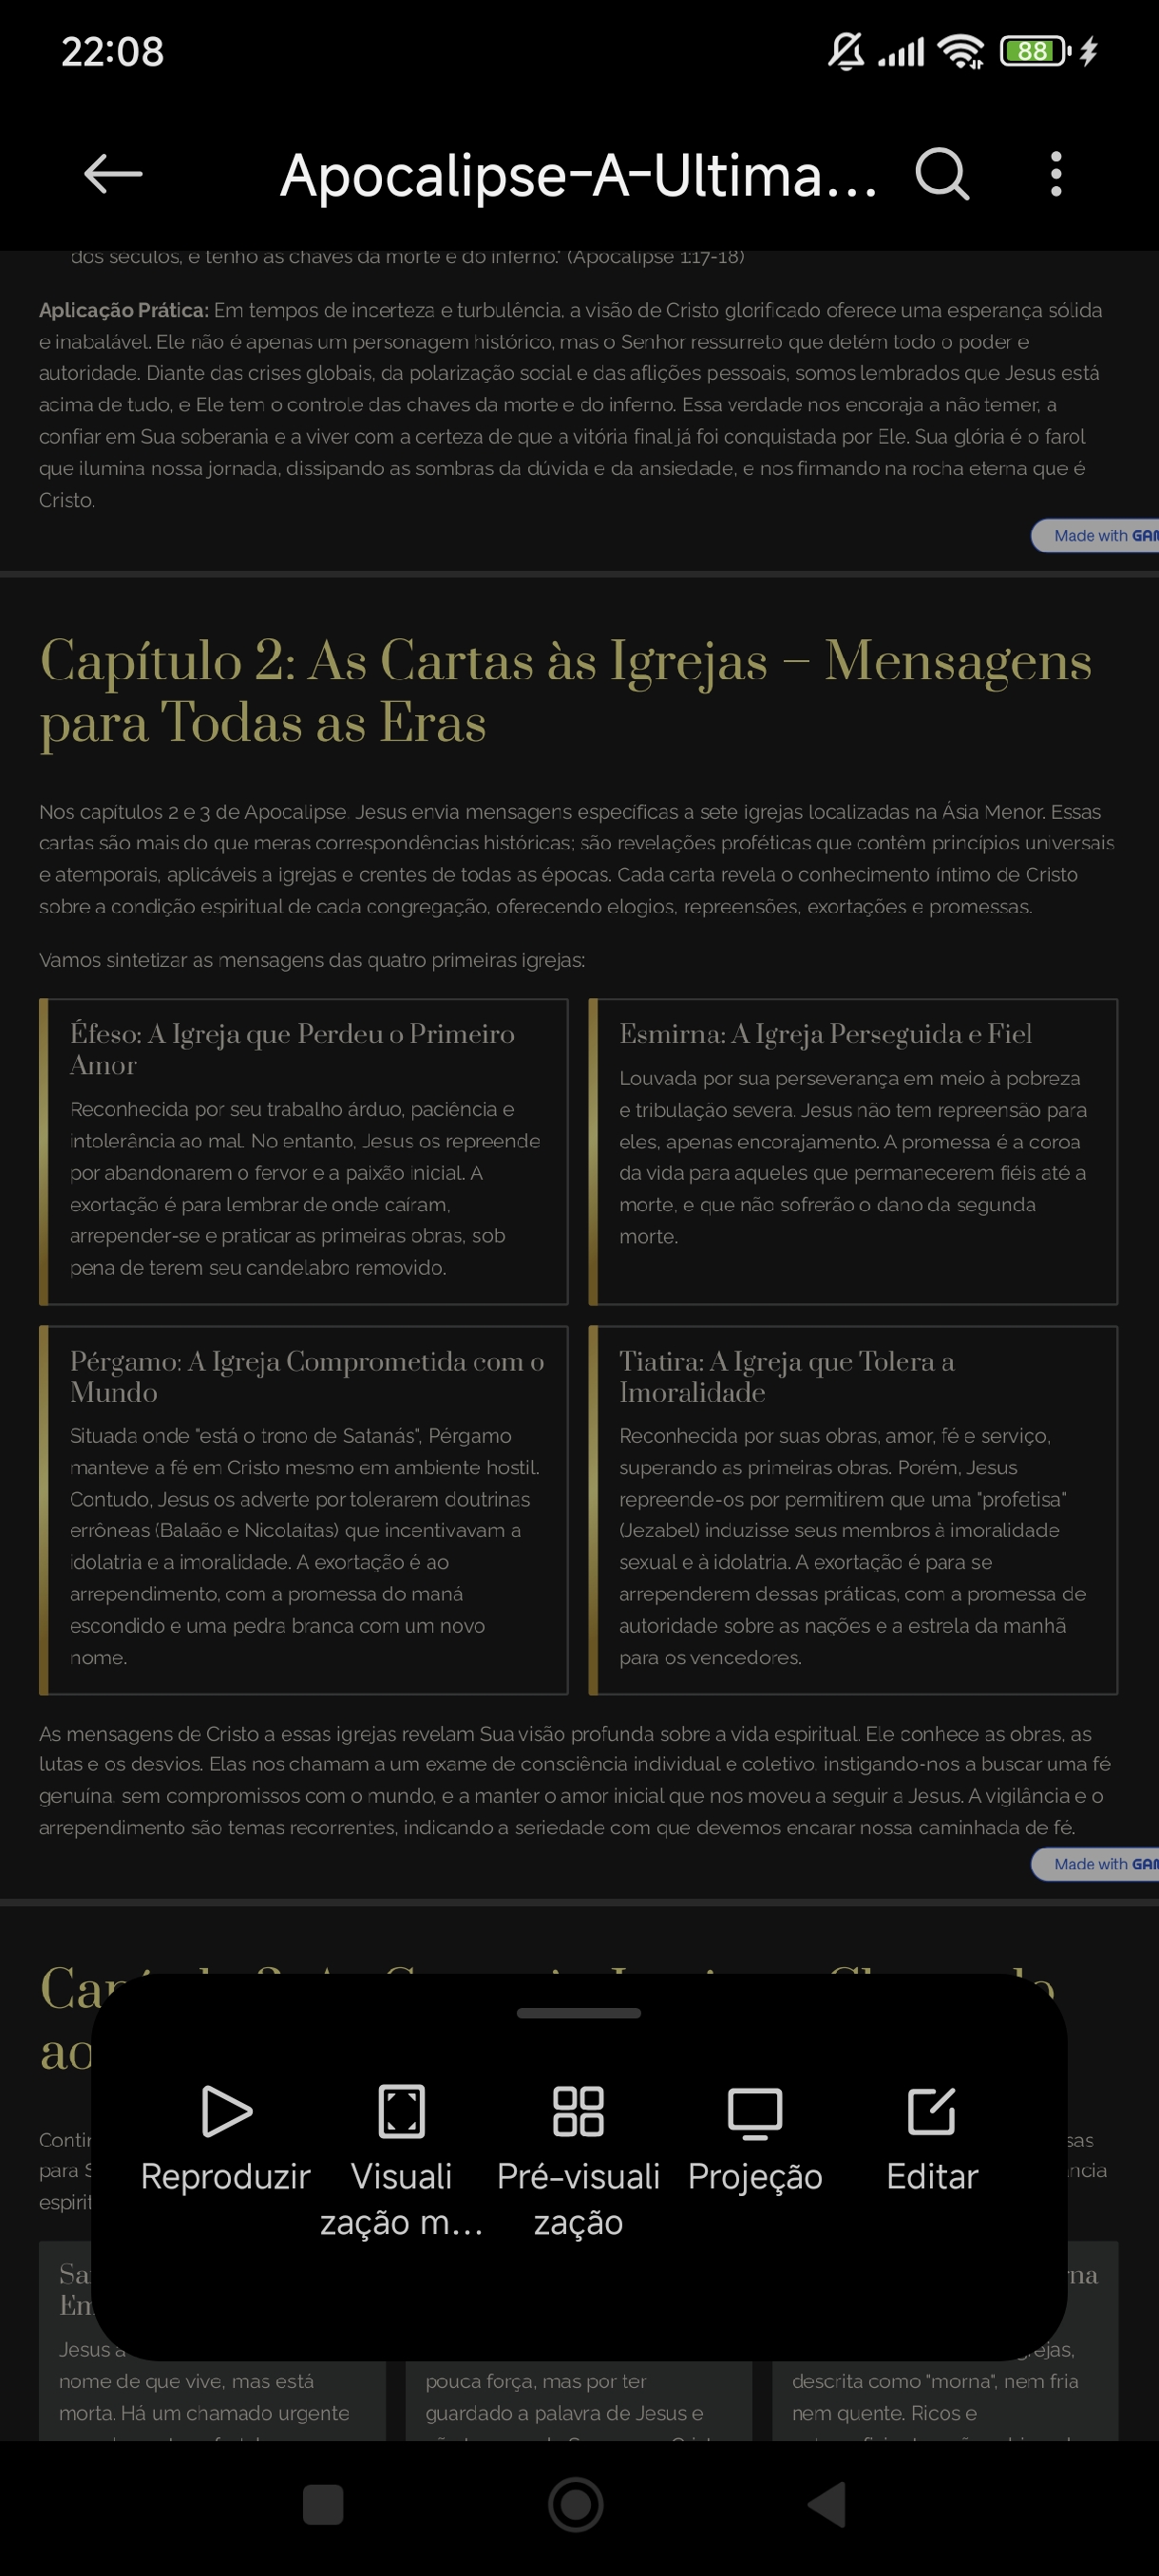 22:08
88
Apocalipse-A-Ultima...
dos séculos, e tenho as chaves da morte e do inferno." (Apocalipse 1:17-18)
Aplicação Prática: Em tempos de incerteza e turbulência, a visão de Cristo glorificado oferece uma esperança sólida
e inabalável. Ele não é apenas um personagem histórico, mas o Senhor ressurreto que detém todo o poder e
autoridade. Diante das crises globais, da polarização social e das aflições pessoais, somos lembrados que Jesus está
acima de tudo, e Ele tem o controle das chaves da morte e do inferno. Essa verdade nos encoraja a não temer, a
confiar em Sua soberania e a viver com a certeza de que a vitória final já foi conquistada por Ele. Sua glória é o farol
que ilumina nossa jornada, dissipando as sombras da dúvida e da ansiedade, e nos firmando na rocha eterna que é
Cristo.
Made with
Capítulo 2: As Cartas às Igrejas – Mensagens
para Todas as Eras
Nos capítulos 2 e 3 de Apocalipse, Jesus envia mensagens específicas a sete igrejas localizadas na Ásia Menor. Essas
cartas são mais do que meras correspondências históricas; são revelações proféticas que contêm princípios universais
e atemporais, aplicáveis a igrejas e crentes de todas as épocas. Cada carta revela o conhecimento íntimo de Cristo
sobre a condição espiritual de cada congregação, oferecendo elogios, repreensões, exortações e promessas.
Vamos sintetizar as mensagens das quatro primeiras igrejas:
Éfeso: A Igreja que Perdeu o Primeiro
Amor
Reconhecida por seu trabalho árduo, paciência e
intolerância ao mal. No entanto, Jesus os repreende
por abandonarem o fervor e a paixão inicial. A
exortação é para lembrar de onde caíram,
arrepender-se e praticar as primeiras obras, sob
pena de terem seu candelabro removido.
Esmirna: A Igreja Perseguida e Fiel
Louvada por sua perseverança em meio à pobreza
e tribulação severa. Jesus não tem repreensão para
eles, apenas encorajamento. A promessa é a coroa
da vida para aqueles que permanecerem fiéis até a
morte, e que não sofrerão o dano da segunda
morte.
Pérgamo: A Igreja Comprometida com o
Mundo
Situada onde "está o trono de Satanás", Pérgamo
manteve a fé em Cristo mesmo em ambiente hostil.
Contudo, Jesus os adverte por tolerarem doutrinas
errôneas (Balaão e Nicolaítas) que incentivavam a
idolatria e a imoralidade. A exortação é ao
arrependimento, com a promessa do maná
escondido e uma pedra branca com um novo
nome.
Tiatira: A Igreja que Tolera a
Imoralidade
Reconhecida por suas obras, amor, fé e serviço,
superando as primeiras obras. Porém, Jesus
repreende-os por permitirem que uma "profetisa"
(Jezabel) induzisse seus membros à imoralidade
sexual e à idolatria. A exortação é para se
arrependerem dessas práticas, com a promessa de
autoridade sobre as nações e a estrela da manhã
para os vencedores.
As mensagens de Cristo a essas igrejas revelam Sua visão profunda sobre a vida espiritual. Ele conhece as obras, as
lutas e os desvios. Elas nos chamam a um exame de consciência individual e coletivo, instigando-nos a buscar uma fé
genuína, sem compromissos com o mundo, e a manter o amor inicial que nos moveu a seguir a Jesus. A vigilância e o
arrependimento são temas recorrentes, indicando a seriedade com que devemos encarar nossa caminhada de fé.
Made with
Reproduzir
Visuali
zação m...
Pré-visuali
zação
Projeção
Editar
Jesus
nome de que vive, mas está
morta. Há um chamado urgente
pouca força, mas por ter
guardado a palavra de Jesus e
descrita como "morna", nem fria
nem quente. Ricos e